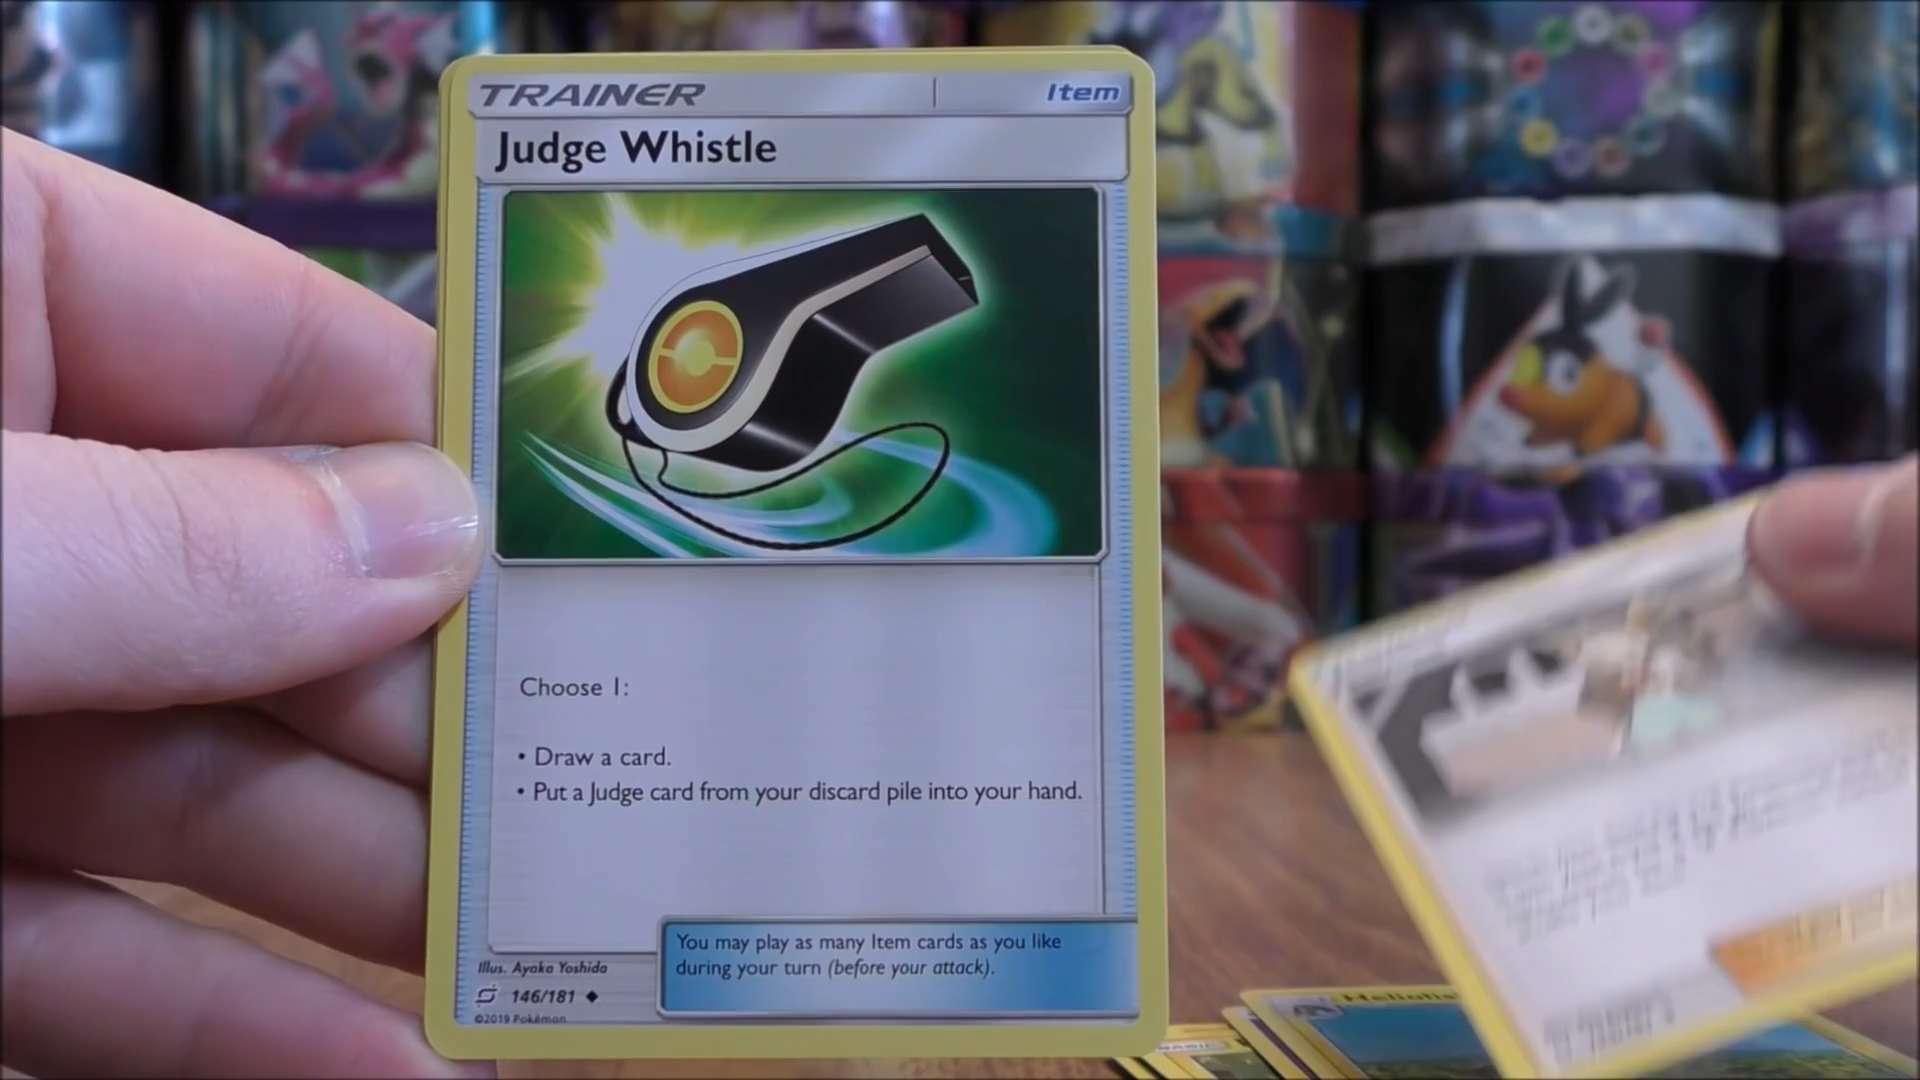 TRAINER
Item
Judge Whistle
Choose 1:
• Draw a card.
• Put a Judge card from your discard pile into your hand.
You may play as many Item cards as you like
during your turn (before your attack).
Illus. Ayaka Yoshida
146/181
©2019 Pokémon
BASIC